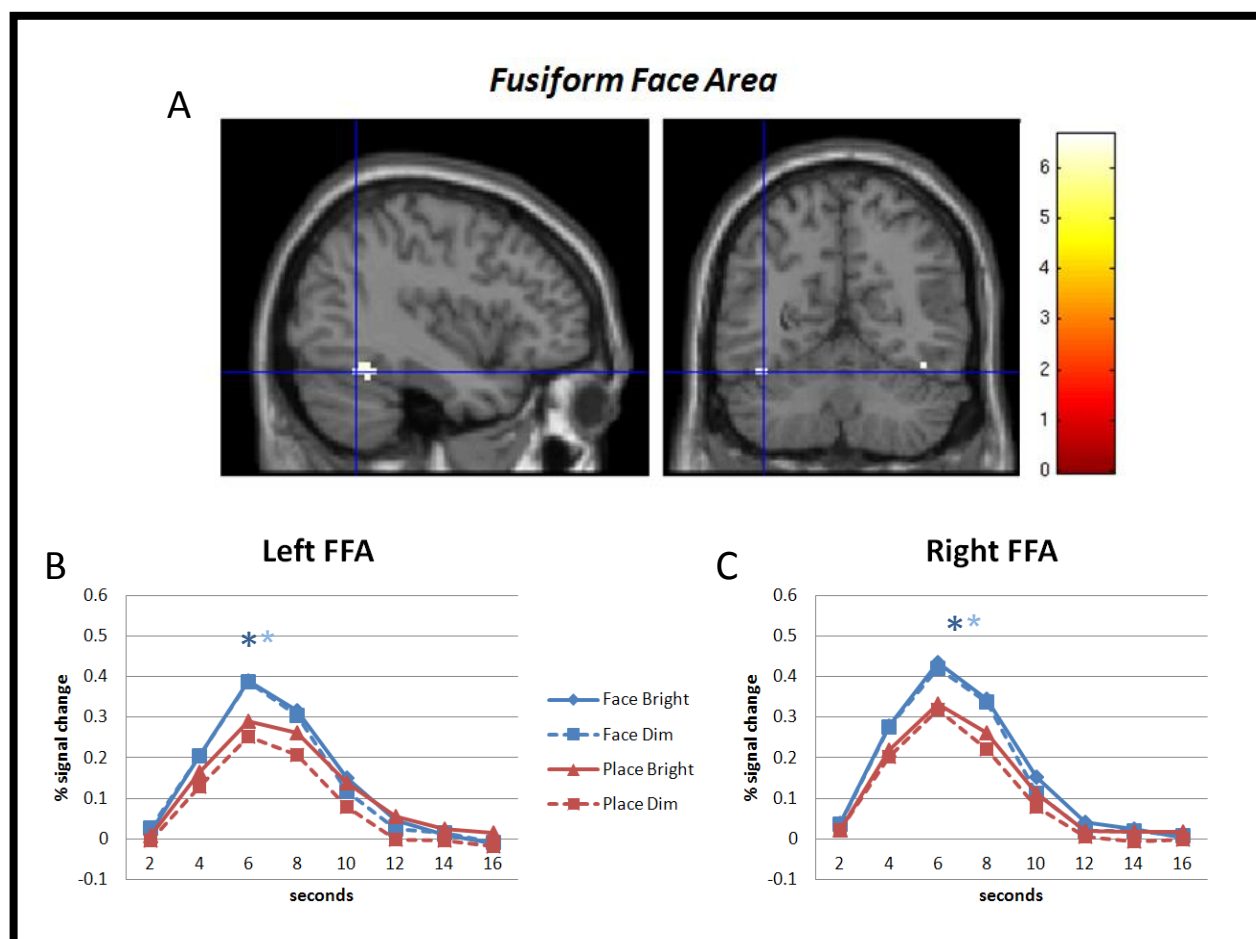 Fusiform Face Area
A
6
5
4
3
2
1
0
B
Left FFA
% signal change
0.6
0.5
0.4
0.3
0.2
0.1
0
-0.1
* *
2 4 6 8 10 12 14 16
seconds
Face Bright
Face Dim
Place Bright
Place Dim
C
Right FFA
% signal change
0.6
0.5
0.4
0.3
0.2
0.1
0
-0.1
* *
2 4 6 8 10 12 14 16
seconds